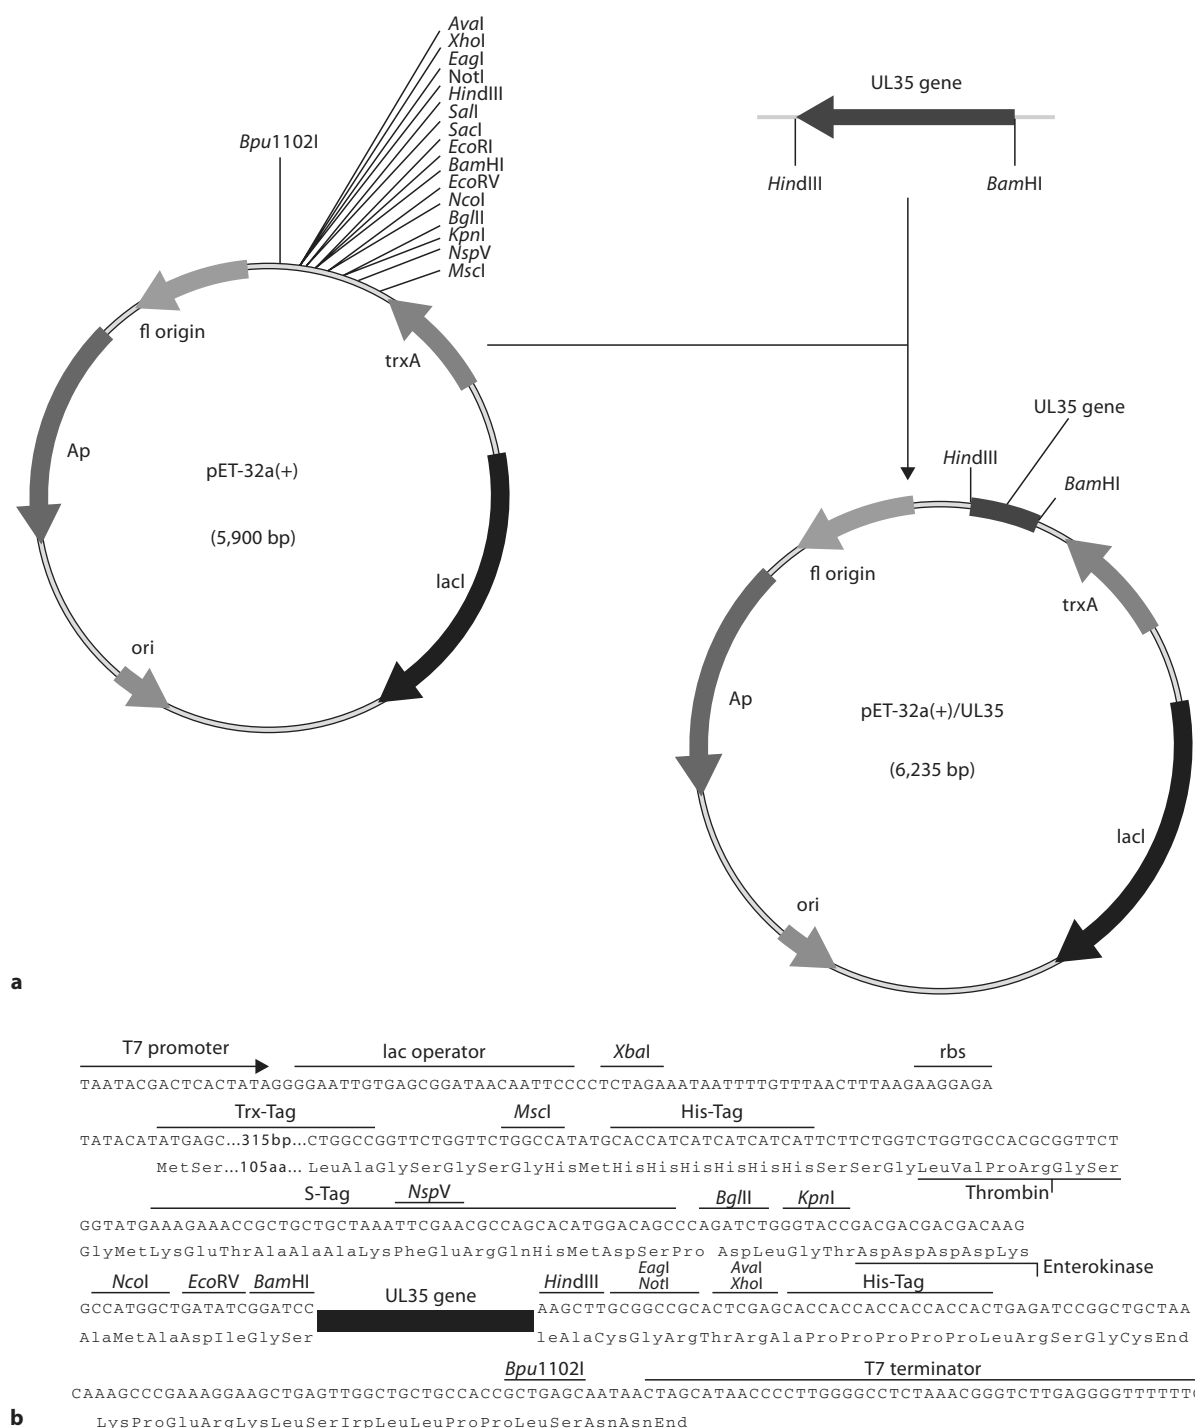 AvaI
XhoI
EagI
NotI
HindIII
SalI
SacI
EcoRI
BamHI
EcoRV
NcoI
BglII
KpnI
NspV
MscI
Bpu1102I
fl origin
trxA
Ap
pET-32a(+)
(5,900 bp)
lacI
ori
UL35 gene
HindIII
BamHI
UL35 gene
HindIII
BamHI
fl origin
trxA
Ap
pET-32a(+)/UL35
(6,235 bp)
lacI
ori
a
T7 promoter lac operator XbaI rbs
TAATACGACTCACTATAGGGGAATTGTGAGCGGATAACAATTCCCCTCTAGAAATAATTTTGTTTAACTTTAAGAAGGAGA
Trx-Tag MscI His-Tag
TATACATATGAGC...315bp...CTGGCCGGTTCTGGTTCTGGCCATATGCACCATCATCATCATCATTCTTCTGGTCTGGTGCCACGCGGTTCT
MetSer...105aa... LeuAlaGlySerGlySerGlyHisMetHisHisHisHisHisHisSerSerGlyLeuValProArgGlySer
S-Tag NspV BglII KpnI Thrombin
GGTATGAAAGAAACCGCTGCTGCTAAATTCGAACGCCAGCACATGGACAGCCCAGATCTGGGTACCGACGACGACGACAAG
GlyMetLysGluThrAlaAlaAlaLysPheGluArgGlnHisMetAspSerPro AspLeuGlyThrAspAspAspAspLys
Enterokinase
NcoI EcoRV BamHI UL35 gene HindIII EagI NotI AvaI XhoI His-Tag
GCCATGGCTGATATCGGATCC AAGCTTGCGGCCGCACTCGAGCACCACCACCACCACCACTGAGATCCGGCTGCTAA
AlaMetAlaAspIleGlySer leAlaCysGlyArgThrArgAlaProProProProProLeuArgSerGlyCysEnd
Bpu1102I T7 terminator
CAAAGCCCGAAAGGAAGCTGAGTTGGCTGCTGCCACCGCTGAGCAATAACTAGCATAACCCCTTGGGGCCTCTAAACGGGTCTTGAGGGGTTTTTTG
LysProGluArgLysLeuSerIrpLeuLeuProProLeuSerAsnAsnEnd
b